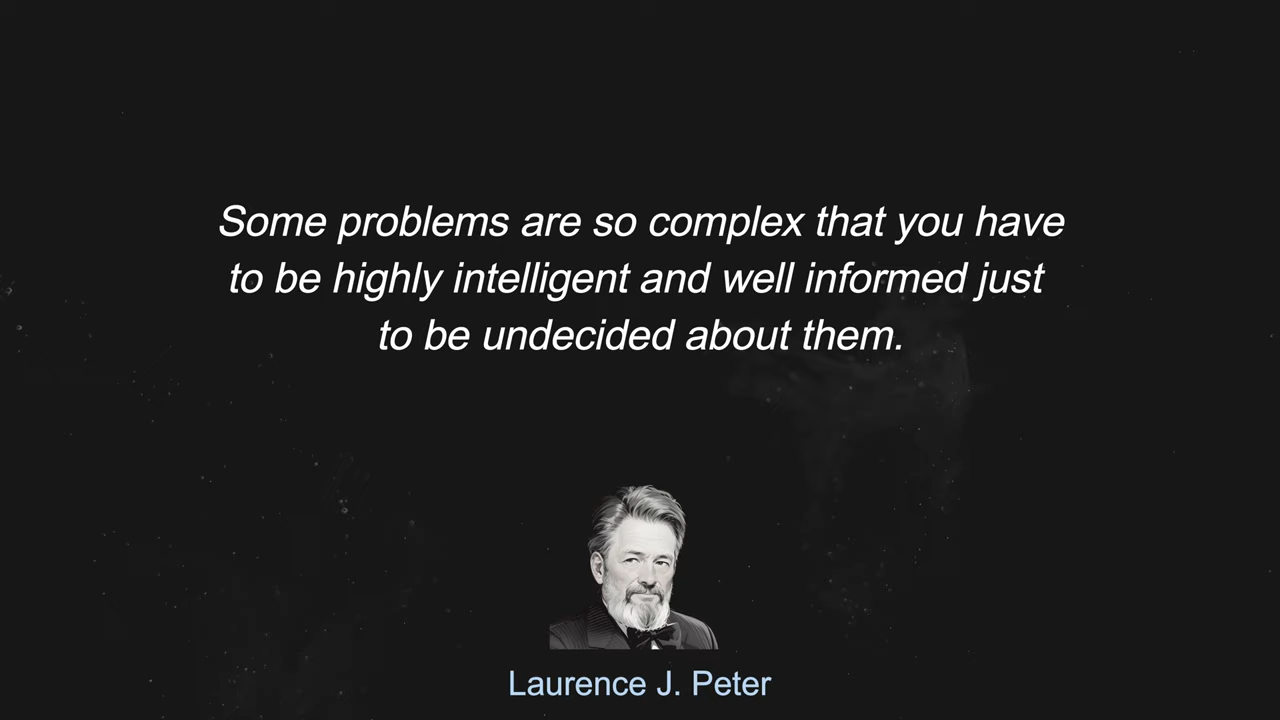 Some problems are so complex that you have
to be highly intelligent and well informed just
to be undecided about them.
Laurence J. Peter